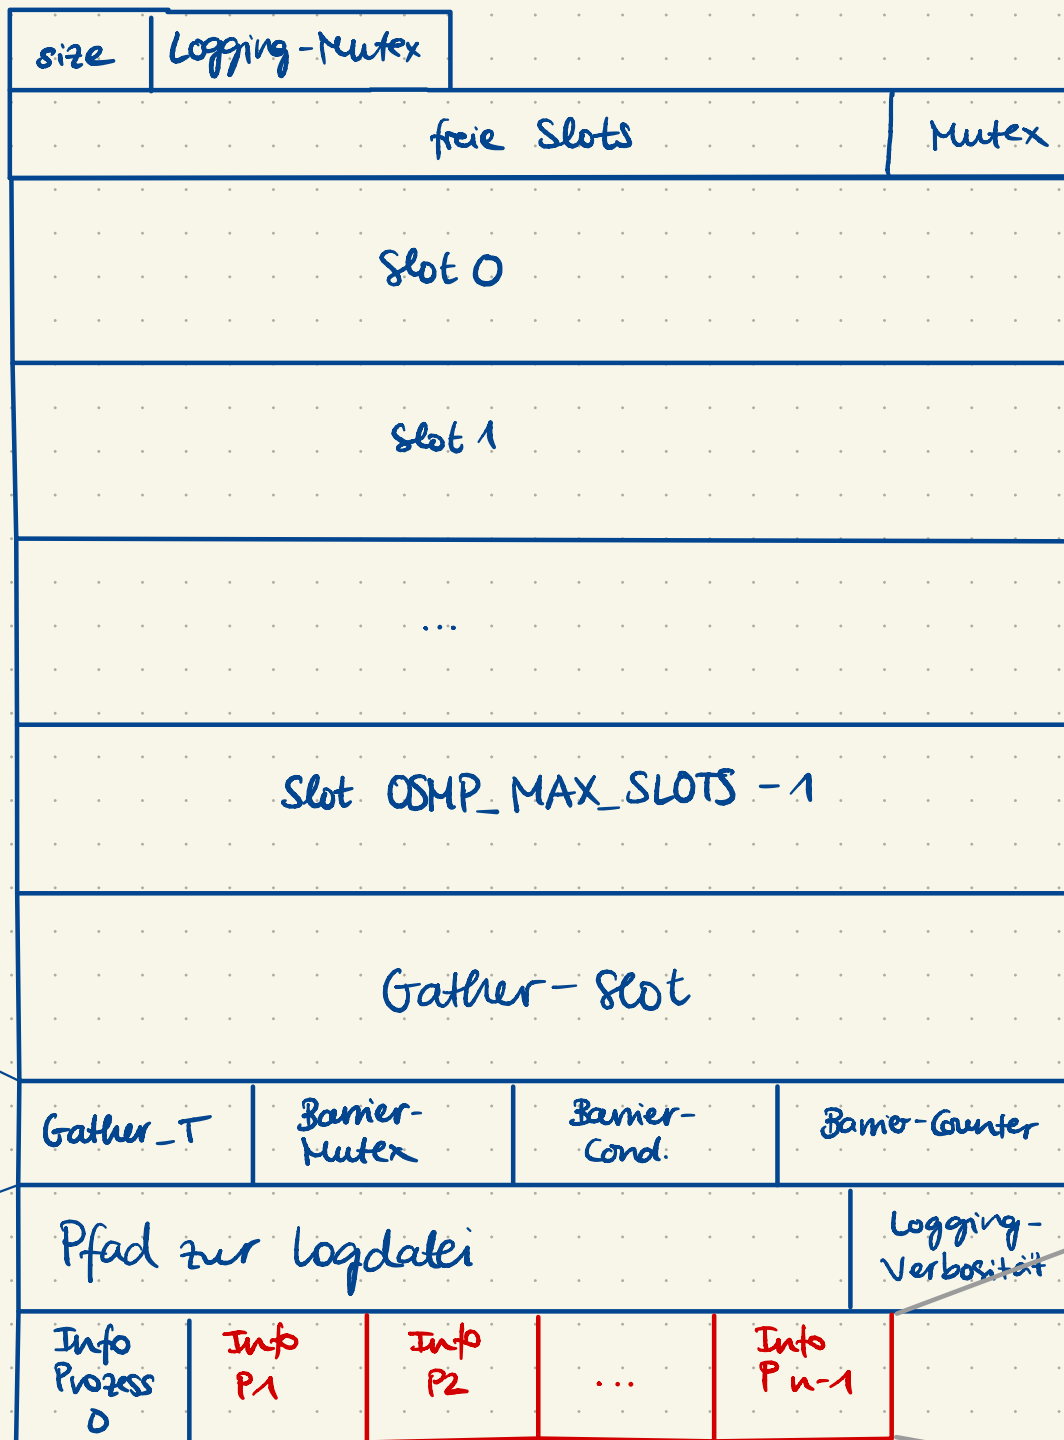 size Logging-Mutex
freie Slots Mutex
Slot 0
Slot 1
...
Slot OSMP_MAX_SLOTS - 1
Gather-Slot
Gather_T
Barrier-
Mutex
Barrier-
Cond.
Barrier-Counter
Pfad zur Logdatei
Logging-
Verbosität
Info
Prozess
0
Info
P1
Info
P2
...
Info
P n-1